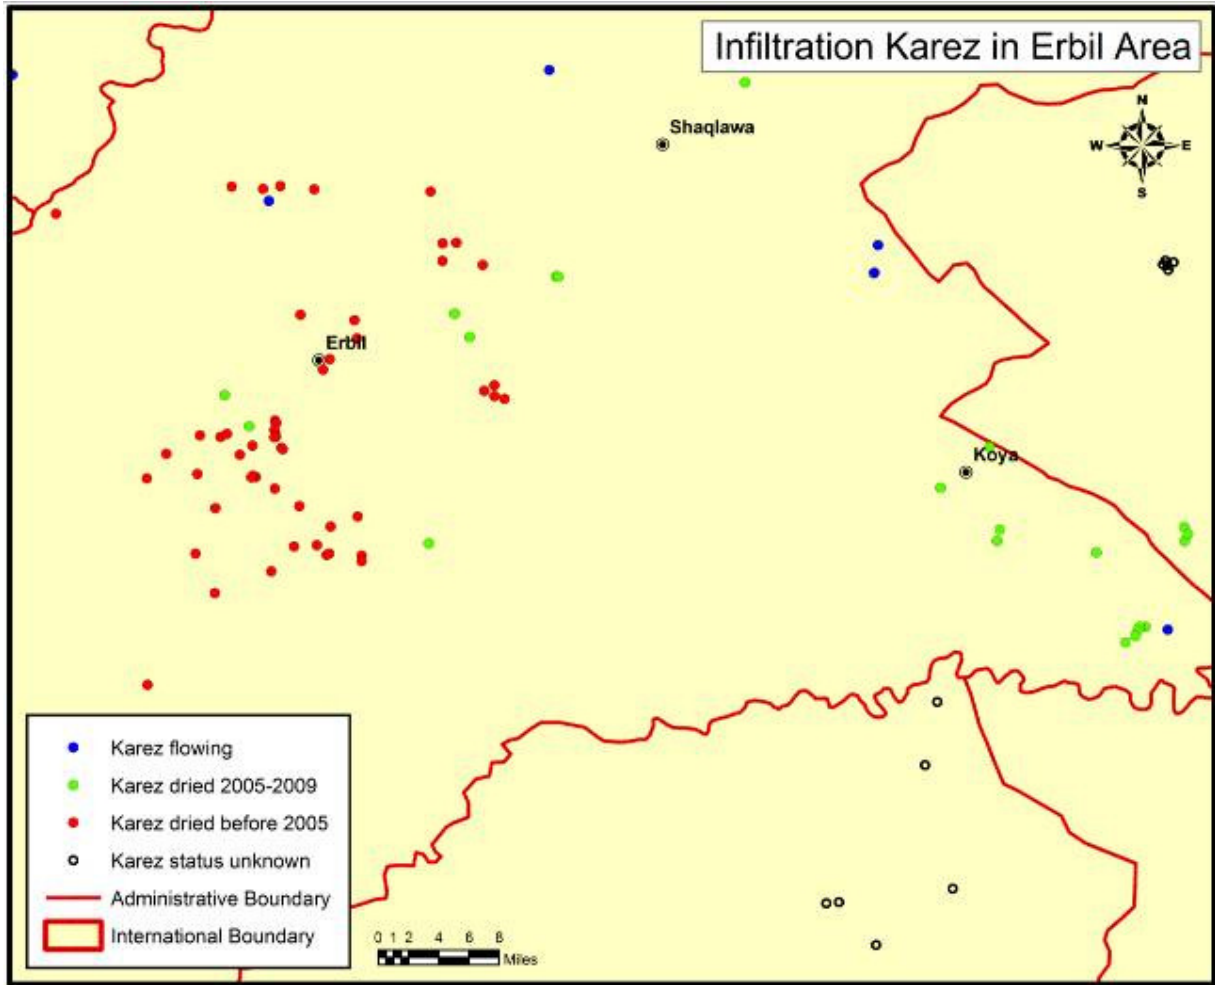 Infiltration Karez in Erbil Area
N
W E
S
Shaqlawa
Erbil
Koya
Karez flowing
Karez dried 2005-2009
Karez dried before 2005
Karez status unknown
Administrative Boundary
International Boundary
0 1 2 4 6 8
Miles